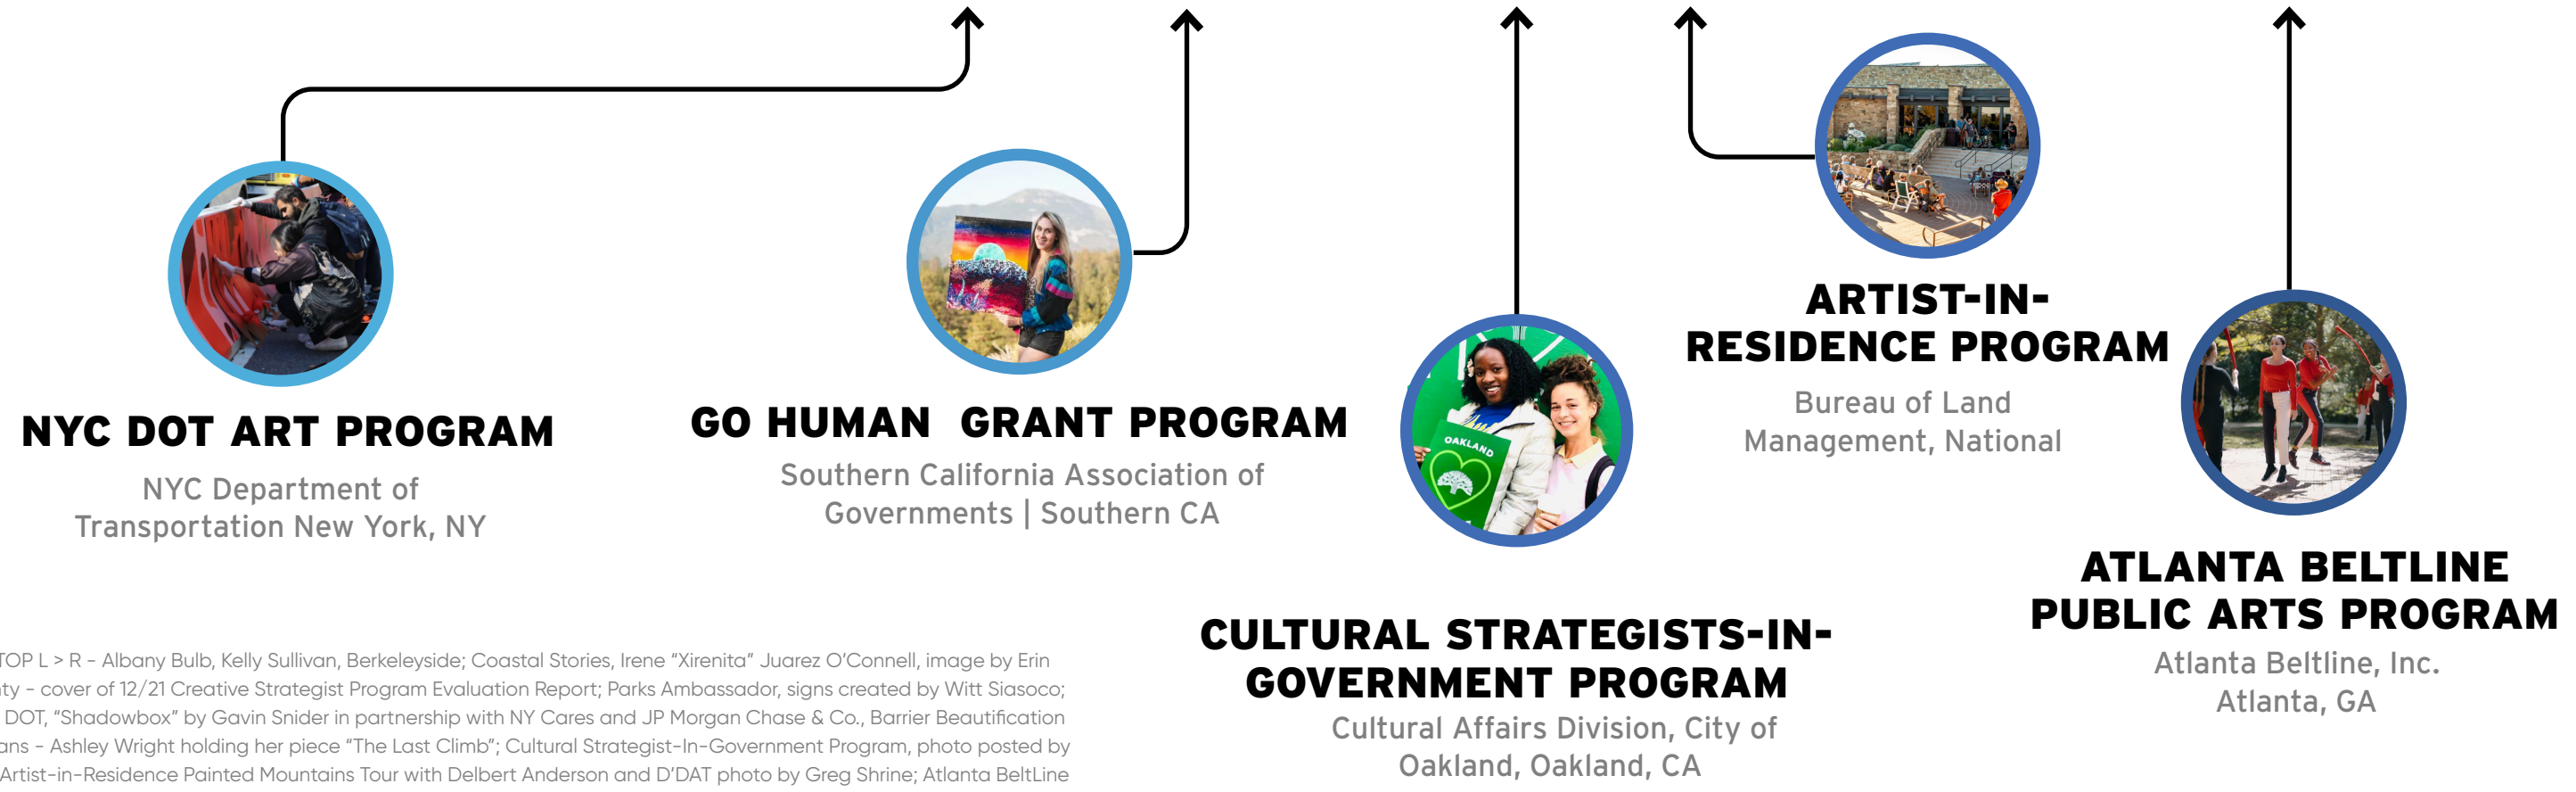 NYC DOT ART PROGRAM
NYC Department of
Transportation New York, NY
GO HUMAN GRANT PROGRAM
Southern California Association of
Governments | Southern CA
OAKLAND
CULTURAL STRATEGISTS-IN-
GOVERNMENT PROGRAM
Cultural Affairs Division, City of
Oakland, Oakland, CA
ARTIST-IN-
RESIDENCE PROGRAM
Bureau of Land
Management, National
ATLANTA BELTLINE
PUBLIC ARTS PROGRAM
Atlanta Beltline, Inc.
Atlanta, GA
TOP L > R - Albany Bulb, Kelly Sullivan, Berkeleyside; Coastal Stories, Irene “Xirenita” Juarez O’Connell, image by Erin
- cover of 12/21 Creative Strategist Program Evaluation Report; Parks Ambassador, signs created by Witt Siasoco;
DOT, “Shadowbox” by Gavin Snider in partnership with NY Cares and JP Morgan Chase & Co., Barrier Beautification
- Ashley Wright holding her piece “The Last Climb”; Cultural Strategist-In-Government Program, photo posted by
Artist-in-Residence Painted Mountains Tour with Delbert Anderson and D’DAT photo by Greg Shrine; Atlanta BeltLine